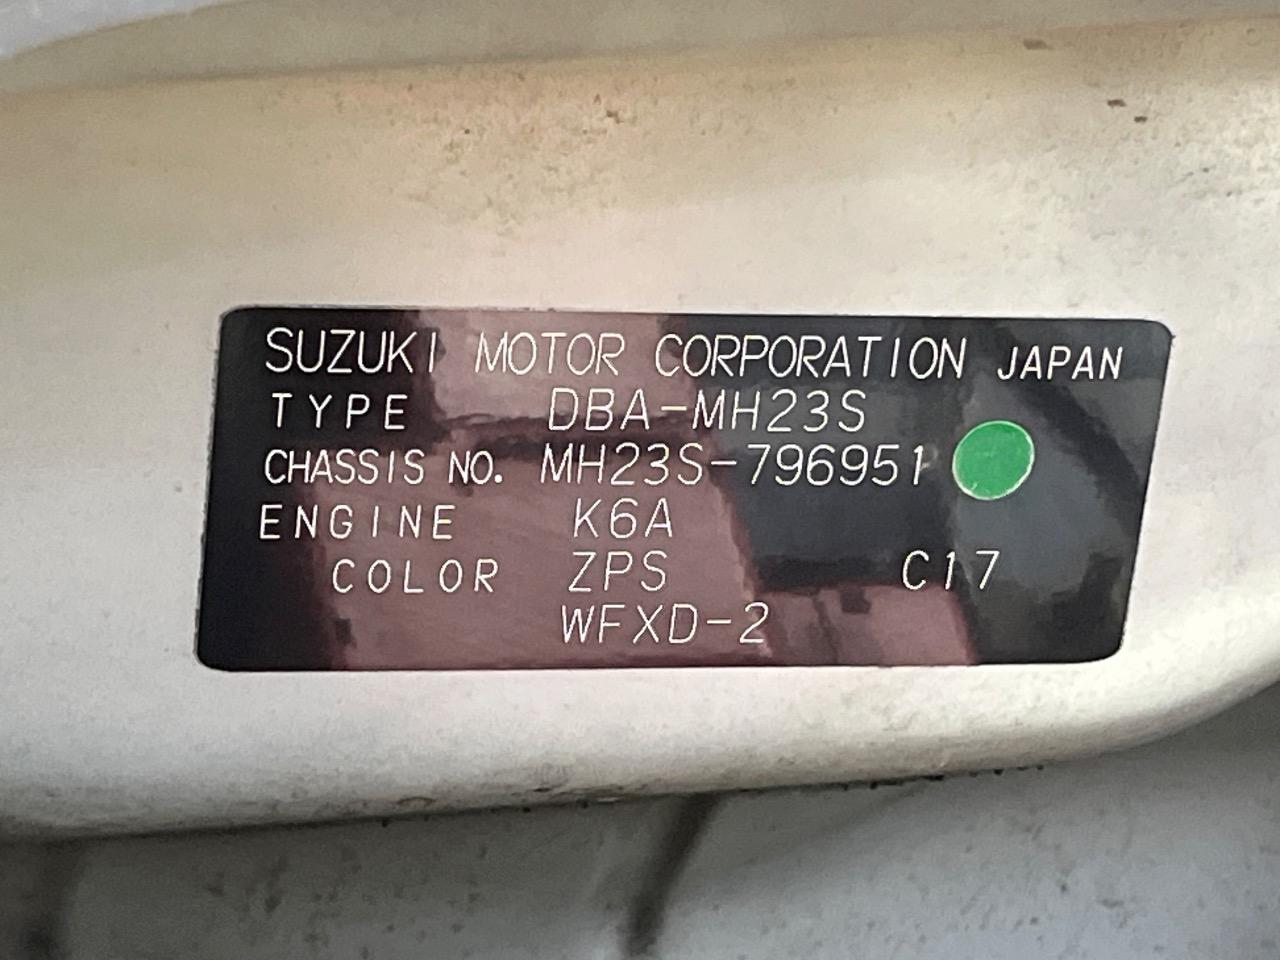 SUZUKI MOTOR CORPORATION JAPAN
TYPE DBA-MH23S
CHASSIS NO. MH23S-796951
ENGINE K6A
COLOR ZPS C17
WFXD-2